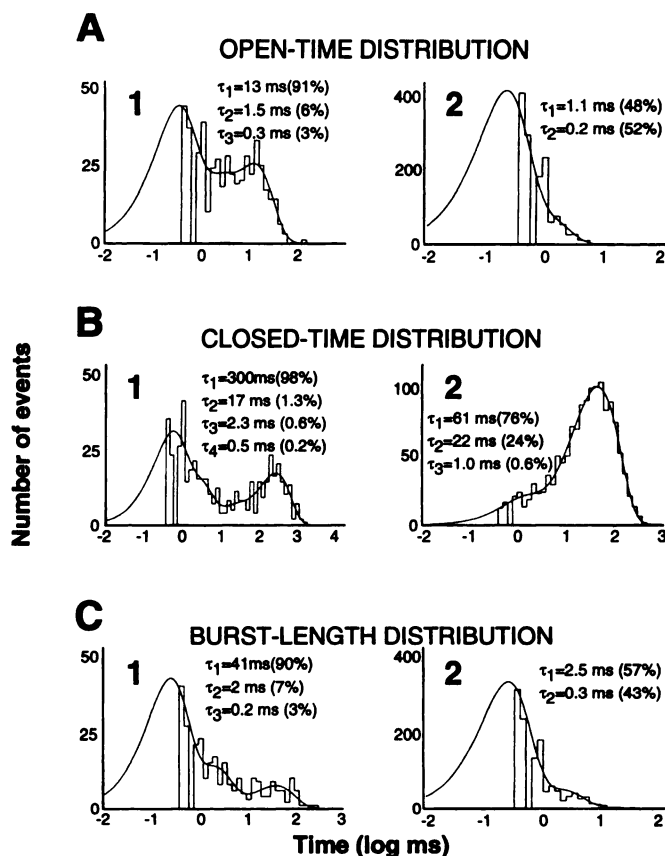 A
OPEN-TIME DISTRIBUTION
50
25
0
1
τ1=13 ms(91%)
τ2=1.5 ms (6%)
τ3=0.3 ms (3%)
-2 -1 0 1 2
400
200
0
2
τ1=1.1 ms (48%)
τ2=0.2 ms (52%)
-2 -1 0 1 2
B
CLOSED-TIME DISTRIBUTION
Number of events
50
25
0
1
τ1=300ms(98%)
τ2=17 ms (1.3%)
τ3=2.3 ms (0.6%)
τ4=0.5 ms (0.2%)
-2 -1 0 1 2 3 4
100
50
0
2
τ1=61 ms(76%)
τ2=22 ms (24%)
τ3=1.0 ms (0.6%)
-2 -1 0 1 2 3
C
BURST-LENGTH DISTRIBUTION
50
25
0
1
τ1=41ms(90%)
τ2=2 ms (7%)
τ3=0.2 ms (3%)
-2 -1 0 1 2 3
400
200
0
2
τ1=2.5 ms (57%)
τ2=0.3 ms (43%)
-2 -1 0 1 2
Time (log ms)